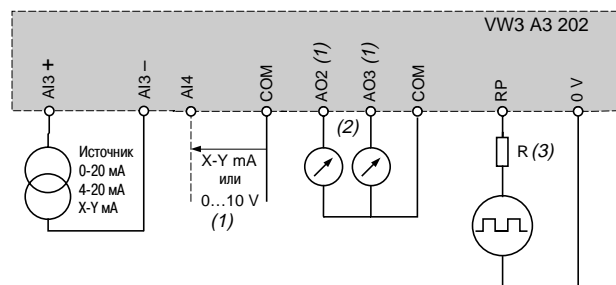 VW3 A3 202
AI3 +
AI3 –
AI4
COM
AO2 (1)
AO3 (1)
COM
RP
0 V
(2)
R (3)
Источник
0-20 мА
4-20 мА
X-Y мА
X-Y mA
или
0...10 V
(1)